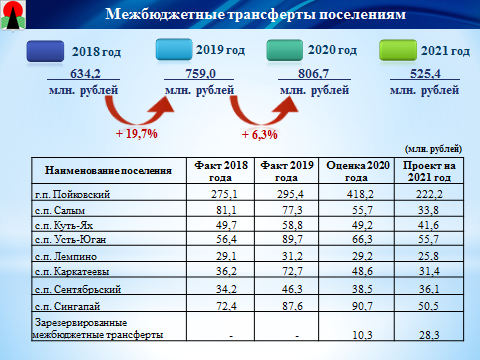 Межбюджетные трансферты поселениям
2018 год 2019 год 2020 год 2021 год
634,2 759,0 806,7 525,4
млн. рублей млн. рублей млн. рублей млн. рублей
+ 19,7% + 6,3%
(млн. рублей)
Наименование поселения Факт 2018 года Факт 2019 года Оценка 2020 года Проект на 2021 год
г.п. Пойковский 275,1 295,4 418,2 222,2
с.п. Салым 81,1 77,3 55,7 33,8
с.п. Куть-Ях 49,7 58,8 49,2 41,6
с.п. Усть-Юган 56,4 89,7 66,3 55,7
с.п. Лемпино 29,1 31,2 29,2 25,8
с.п. Каркатеевы 36,2 72,7 48,6 31,4
с.п. Сентябрьский 34,2 46,3 38,5 36,1
с.п. Сингапай 72,4 87,6 90,7 50,5
Зарезервированные
межбюджетные трансферты - - 10,3 28,3